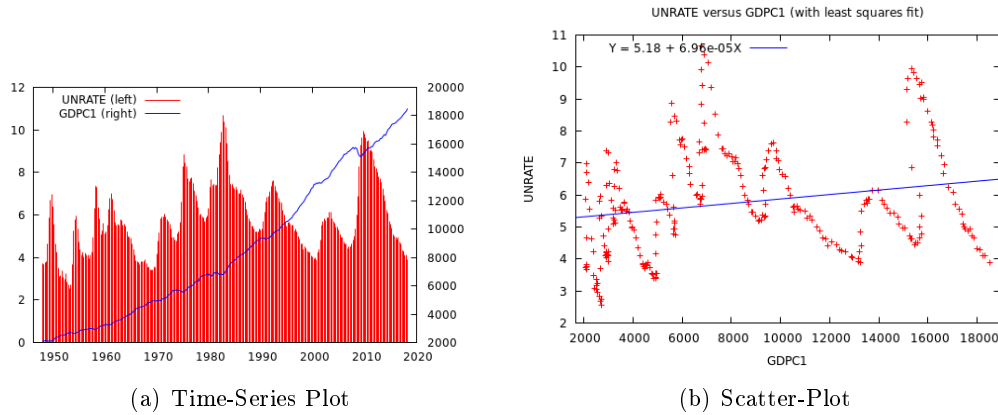 UNRATE versus GDPC1 (with least squares fit)
12
10
8
6
4
2
0
UNRATE (left)
GDPC1 (right)
20000
18000
16000
14000
12000
10000
8000
6000
4000
2000
1950 1960 1970 1980 1990 2000 2010 2020
(a) Time-Series Plot
Y = 5.18 + 6.96e-05X
11
10
9
8
7
6
5
4
3
2
UNRATE
2000 4000 6000 8000 10000 12000 14000 16000 18000
GDPC1
(b) Scatter-Plot